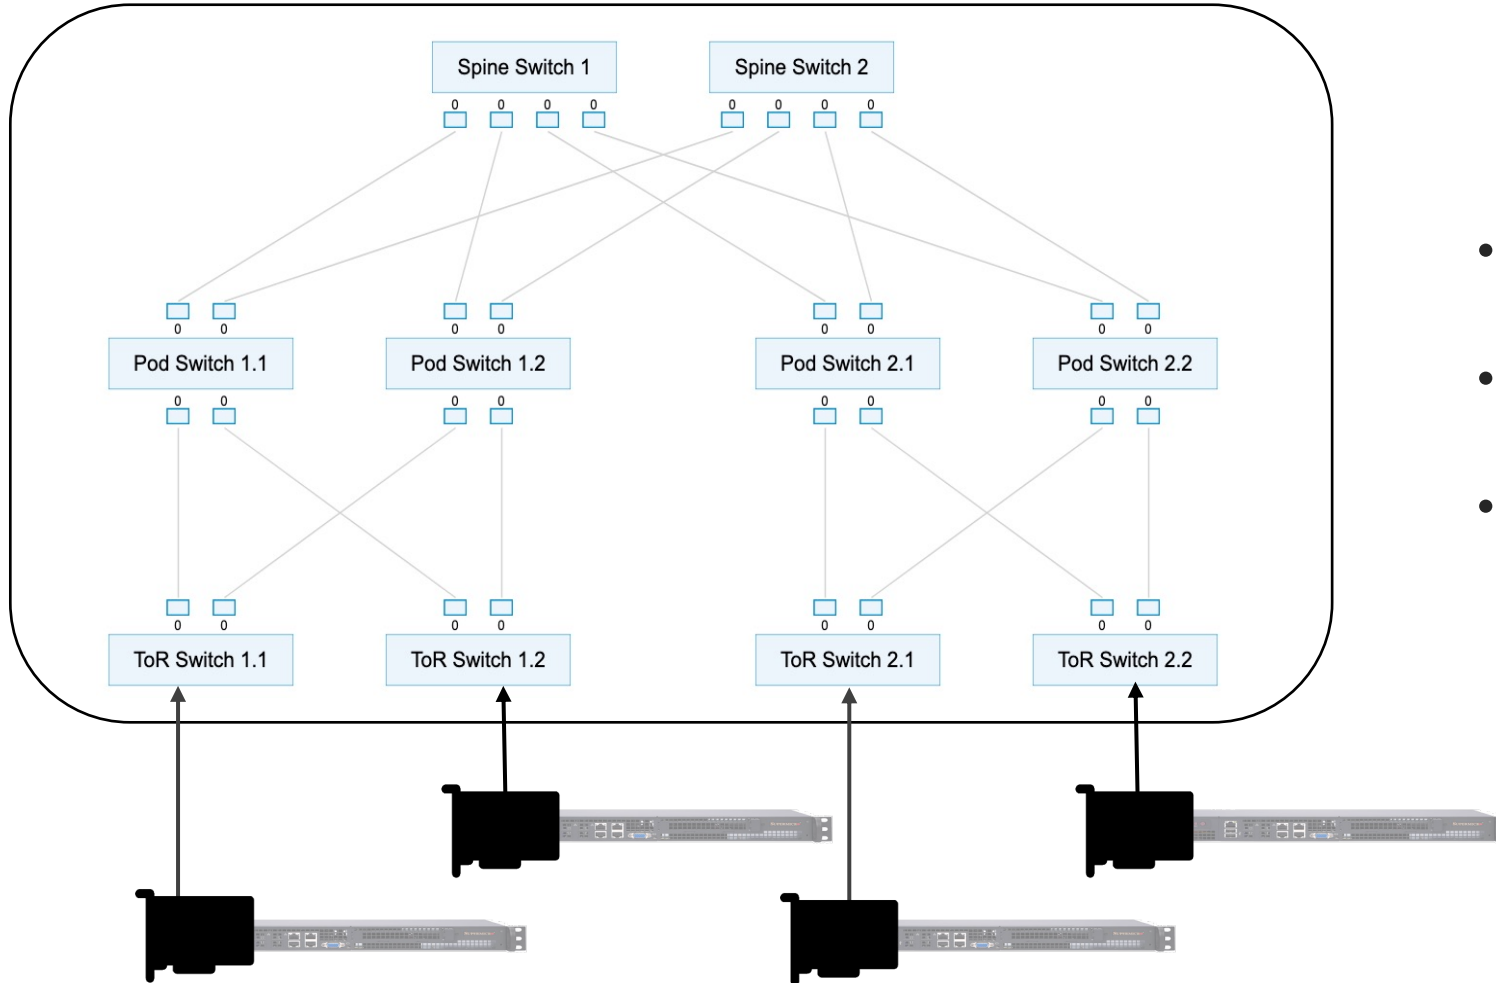 Spine Switch 1
Spine Switch 2
0 0 0 0 0 0 0 0
0 0 0 0 0 0 0 0
Pod Switch 1.1
Pod Switch 1.2
Pod Switch 2.1
Pod Switch 2.2
0 0 0 0 0 0 0 0
0 0 0 0 0 0 0 0
ToR Switch 1.1
ToR Switch 1.2
ToR Switch 2.1
ToR Switch 2.2